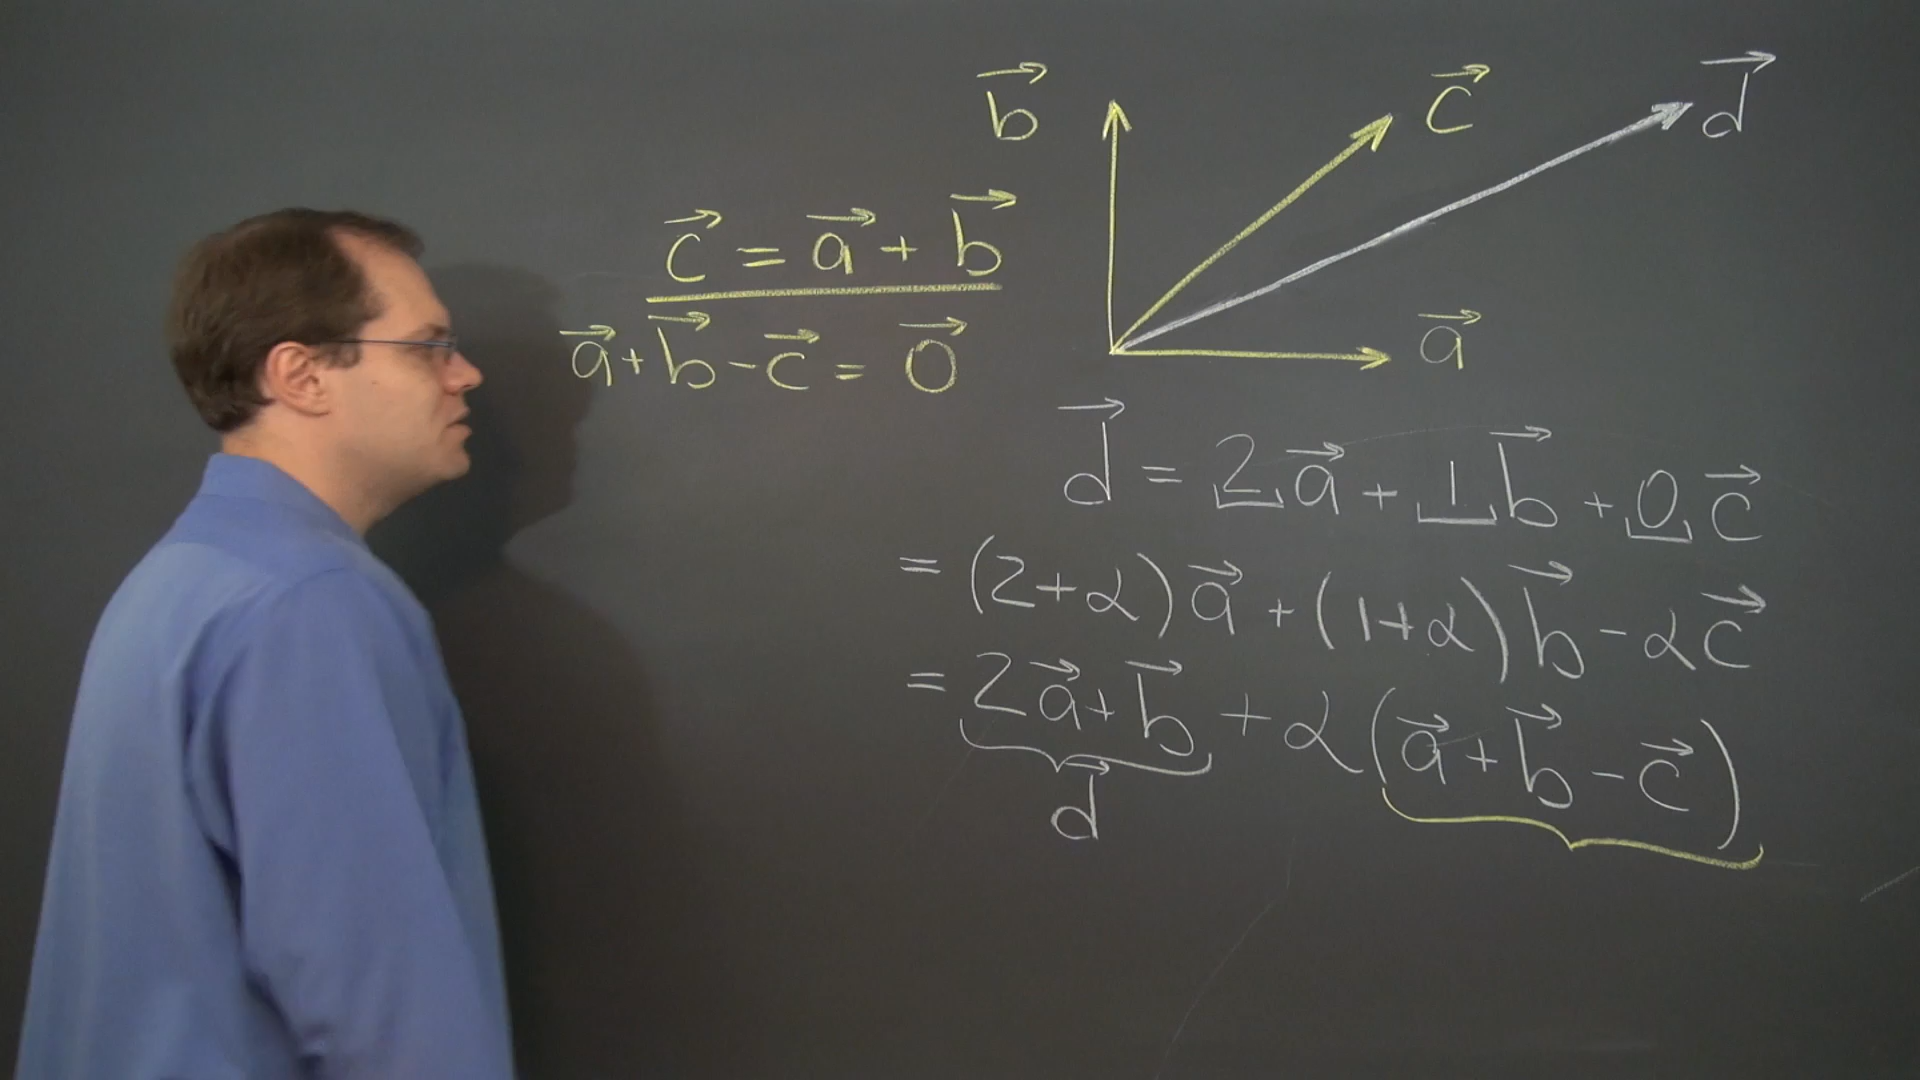 b⃗ c⃗ d⃗
c⃗ = a⃗ + b⃗
a⃗ + b⃗ - c⃗ = 0⃗
a⃗
d⃗ = 2a⃗ + 1b⃗ + 0c⃗
= (2+α)a⃗ + (1+α)b⃗ - αc⃗
= 2a⃗ + b⃗ + α(a⃗ + b⃗ - c⃗)
d⃗